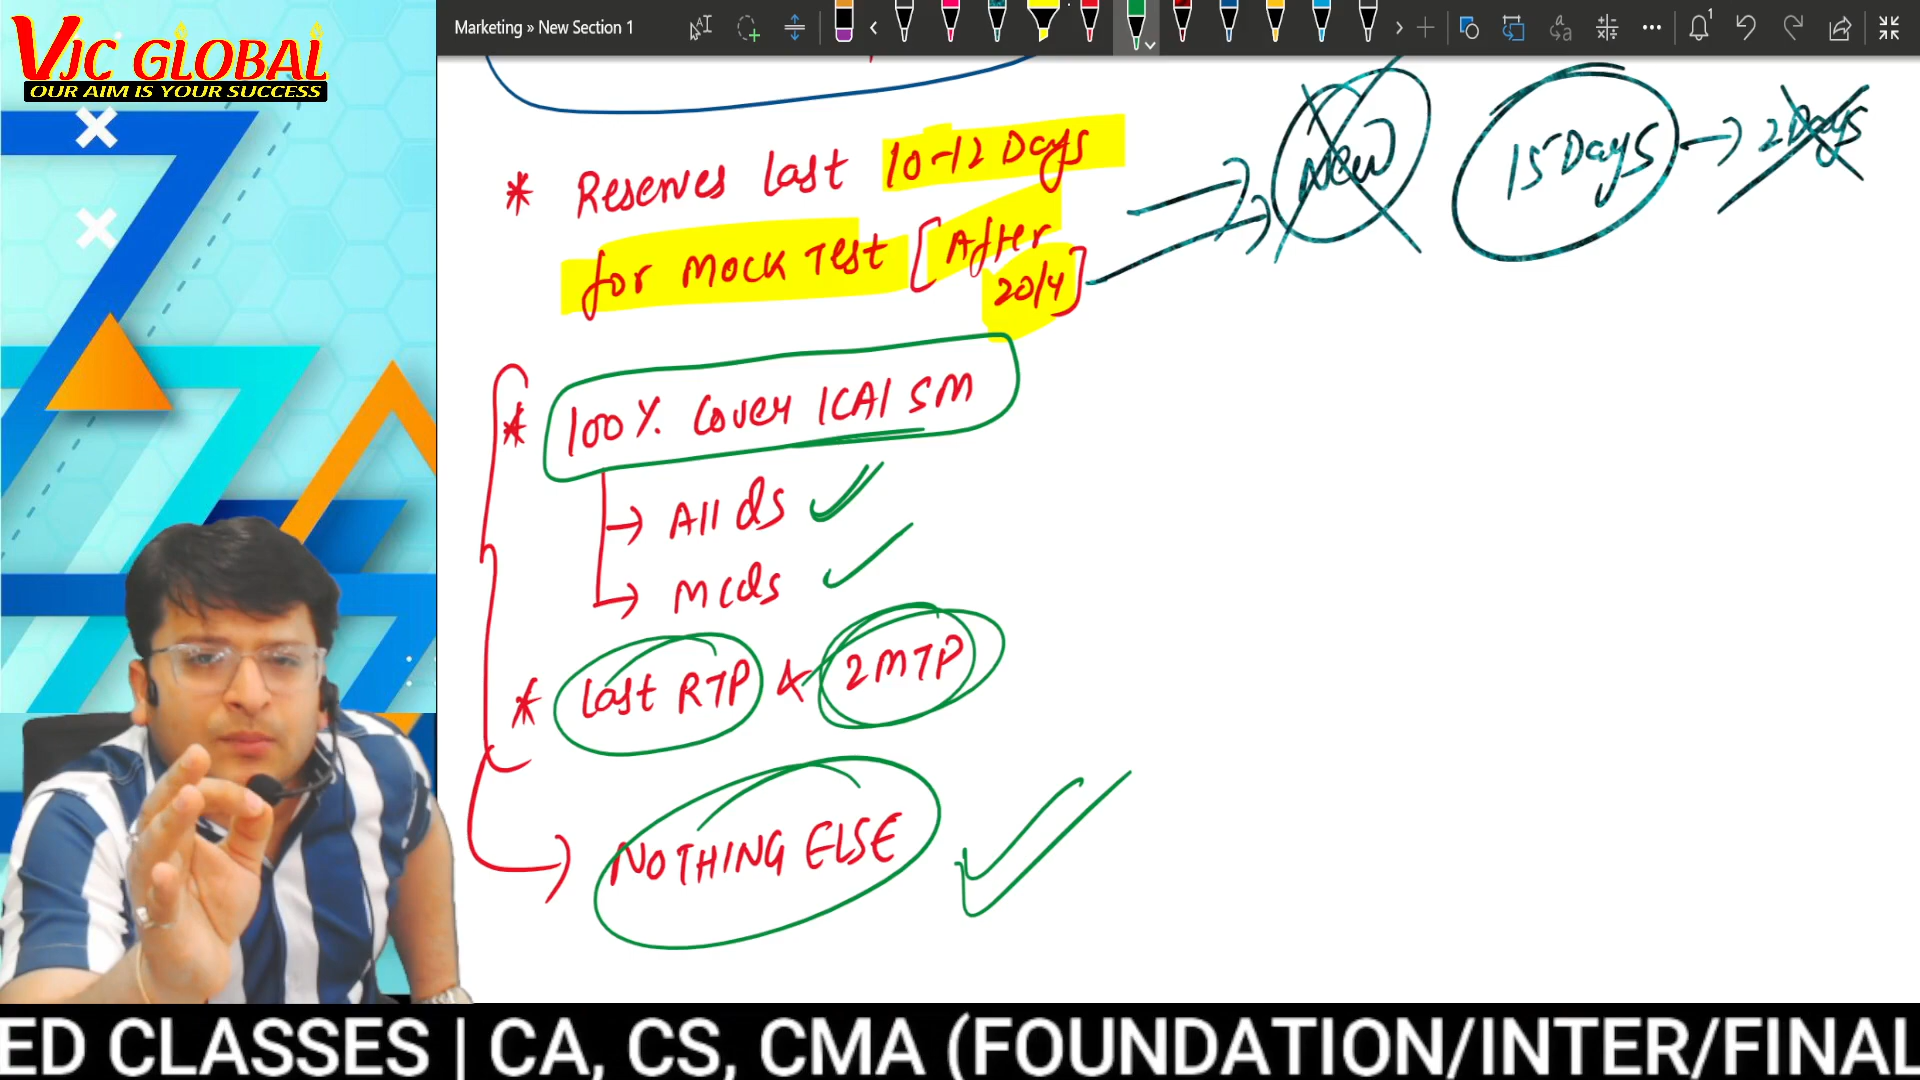 VJC GLOBAL
OUR AIM IS YOUR SUCCESS
Marketing » New Section 1
* Reserves last 10-12 Days
for Mock Test [After
20/4]
New
15 Days → 2 Days
* 100% Cover ICAI SM
→ All Qs
→ MCQs
* last RTP & 2 MTP
→ NOTHING ELSE
ED CLASSES | CA, CS, CMA (FOUNDATION/INTER/FINAL